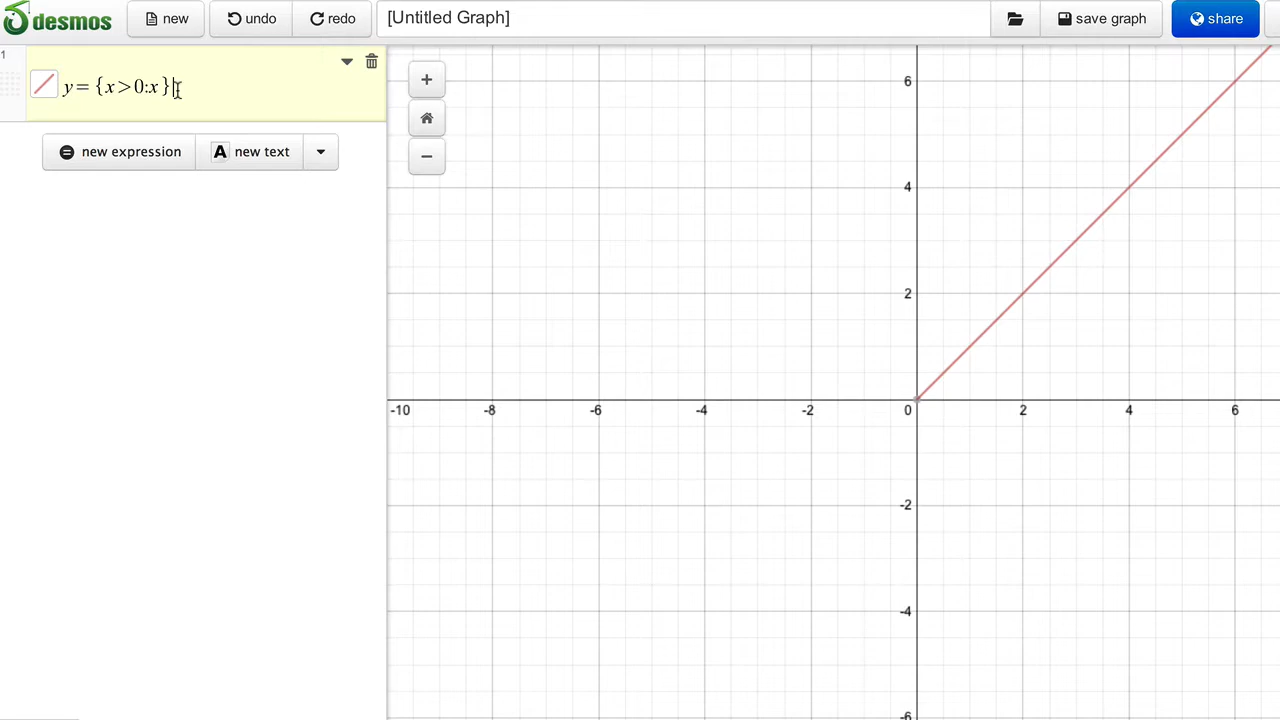 desmos new undo redo [Untitled Graph] save graph share
1
y = {x>0:x}
new expression A new text
+
−
6
4
2
-10 -8 -6 -4 -2 0 2 4 6
-2
-4
-6